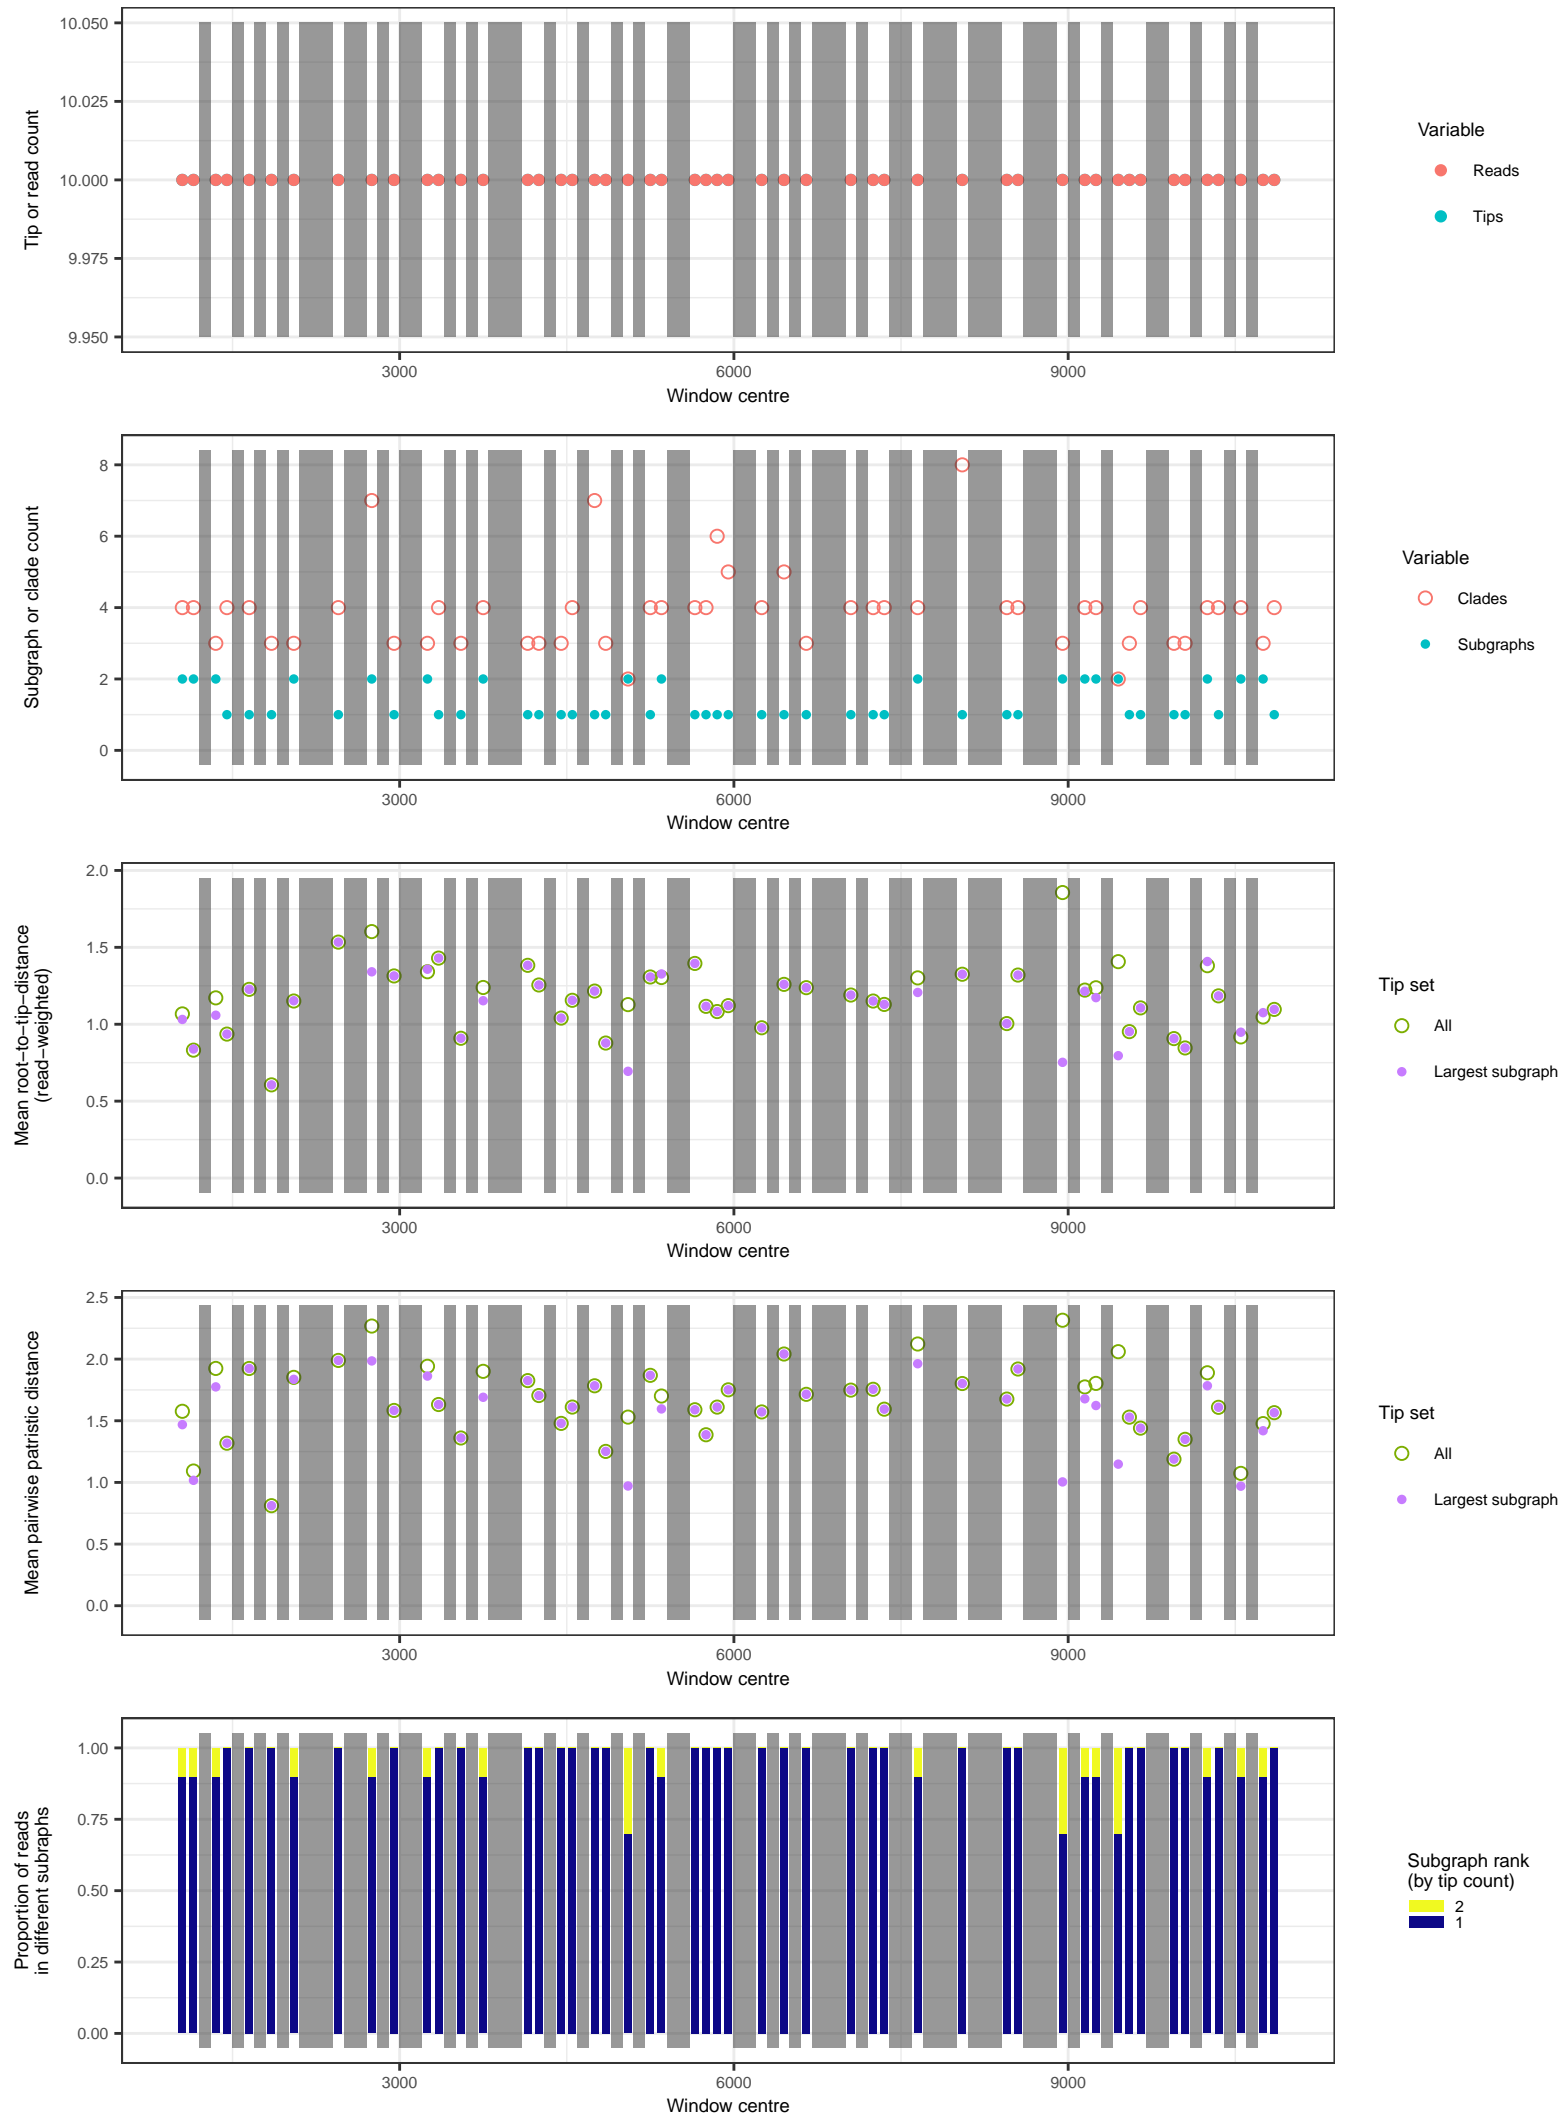 10.050
10.025
10.000
9.975
9.950
Tip or read count
3000
6000
9000
Window centre
Variable
Reads
Tips
8
6
4
2
0
Subgraph or clade count
3000
6000
9000
Window centre
Variable
Clades
Subgraphs
2.0
1.5
1.0
0.5
0.0
Mean root−to−tip−distance
(read−weighted)
3000
6000
9000
Window centre
Tip set
All
Largest subgraph
2.5
2.0
1.5
1.0
0.5
0.0
Mean pairwise patristic distance
3000
6000
9000
Window centre
Tip set
All
Largest subgraph
1.00
0.75
0.50
0.25
0.00
Proportion of reads
in different subraphs
3000
6000
9000
Window centre
Subgraph rank
(by tip count)
2
1